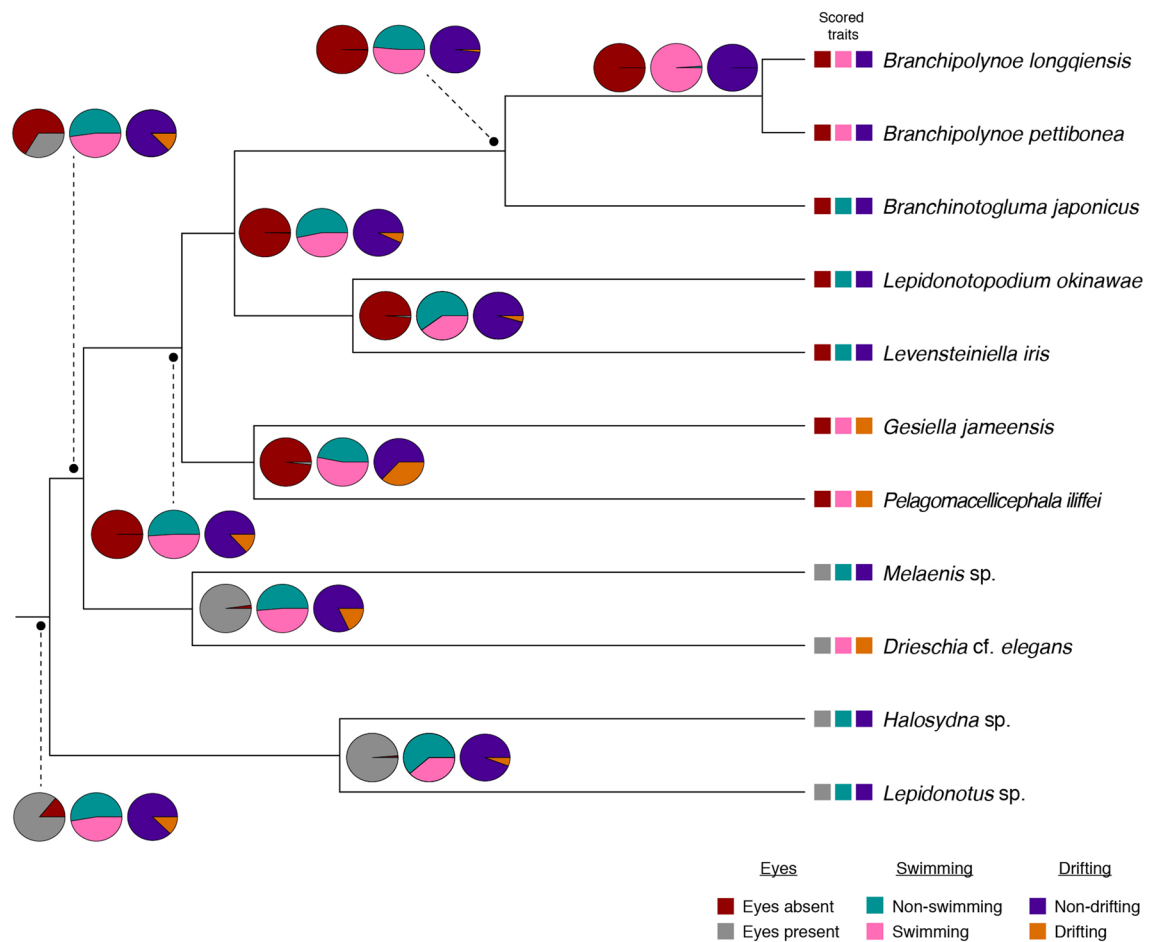 Scored
traits
Branchipolynoe longqiensis
Branchipolynoe pettibonea
Branchinotogluma japonicus
Lepidonotopodium okinawae
Levensteiniella iris
Gesiella jameensis
Pelagomacellicephala iliffei
Melaenis sp.
Drieschia cf. elegans
Halosydna sp.
Lepidonotus sp.
Eyes Swimming Drifting
Eyes absent Non-swimming Non-drifting
Eyes present Swimming Drifting